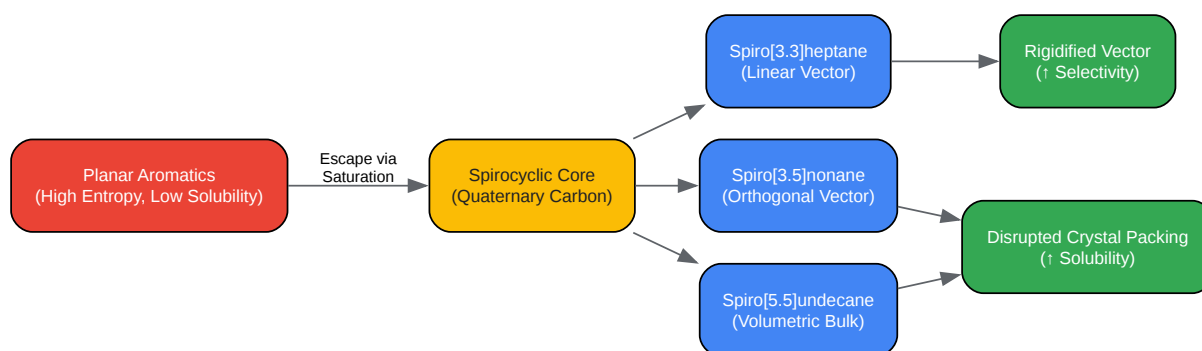 Planar Aromatics
(High Entropy, Low Solubility)
Escape via
Saturation
Spirocyclic Core
(Quaternary Carbon)
Spiro[3.3]heptane
(Linear Vector)
Spiro[3.5]nonane
(Orthogonal Vector)
Spiro[5.5]undecane
(Volumetric Bulk)
Rigidified Vector
(↑ Selectivity)
Disrupted Crystal Packing
(↑ Solubility)